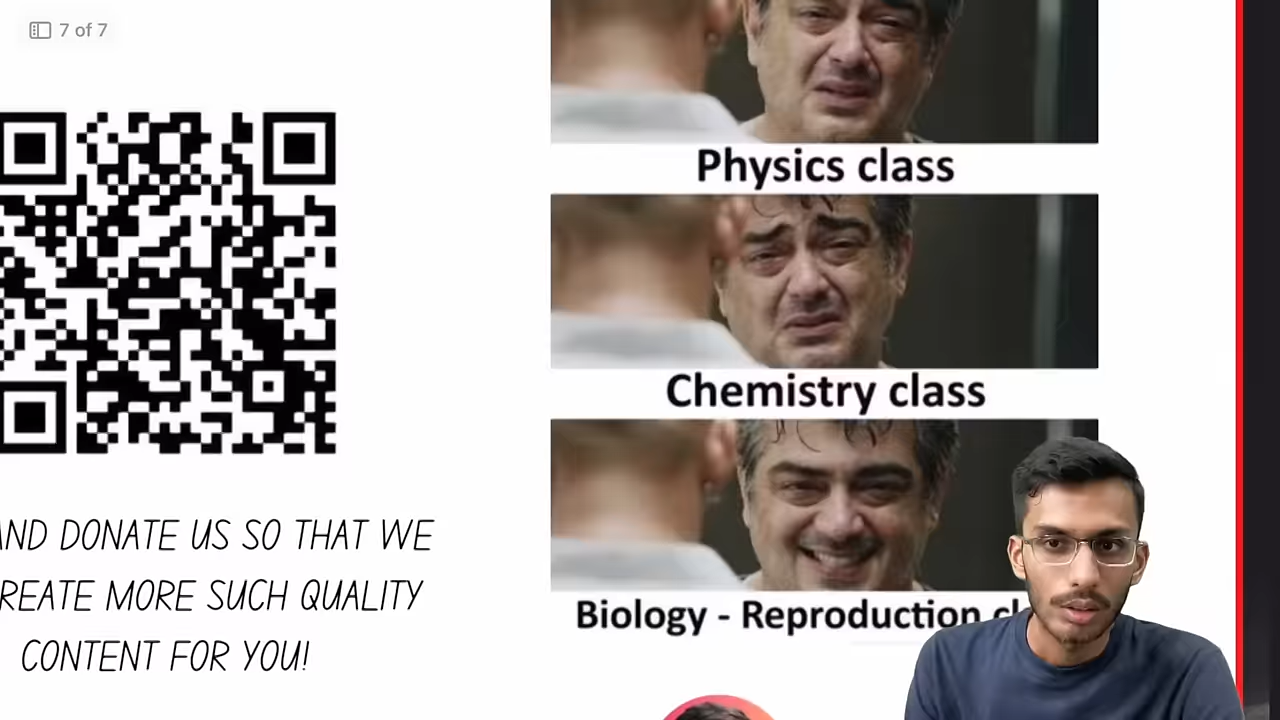 7 of 7
Physics class
Chemistry class
Biology - Reproduction
AND DONATE US SO THAT WE
REATE MORE SUCH QUALITY
CONTENT FOR YOU!